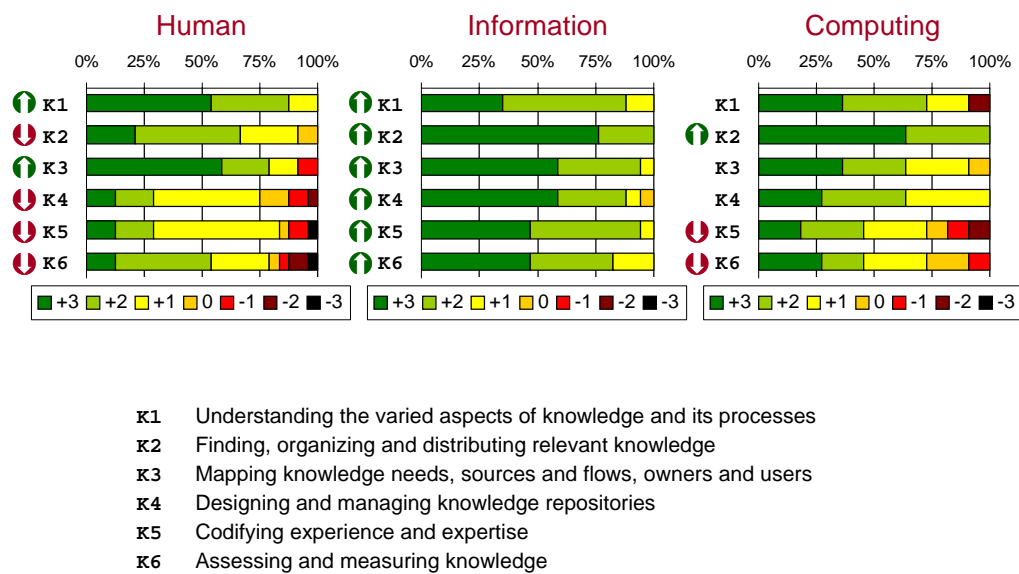 Human Information Computing
0% 25% 50% 75% 100% 0% 25% 50% 75% 100% 0% 25% 50% 75% 100%
K1 K1 K1
K2 K2 K2
K3 K3 K3
K4 K4 K4
K5 K5 K5
K6 K6 K6
+3 +2 +1 0 -1 -2 -3 +3 +2 +1 0 -1 -2 -3 +3 +2 +1 0 -1 -2 -3
K1 Understanding the varied aspects of knowledge and its processes
K2 Finding, organizing and distributing relevant knowledge
K3 Mapping knowledge needs, sources and flows, owners and users
K4 Designing and managing knowledge repositories
K5 Codifying experience and expertise
K6 Assessing and measuring knowledge